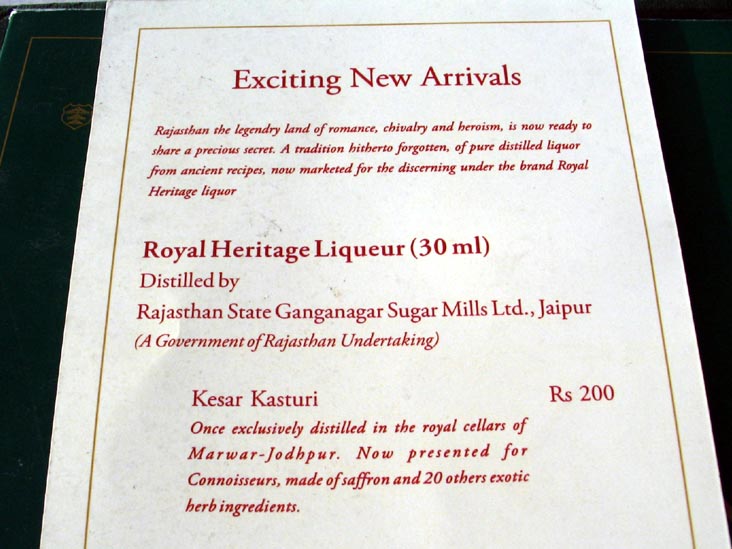 Exciting New Arrivals
Rajasthan the legendry land of romance, chivalry and heroism, is now ready to
share a precious secret. A tradition hitherto forgotten, of pure distilled liquor
from ancient recipes, now marketed for the discerning under the brand Royal
Heritage liquor
Royal Heritage Liqueur (30 ml)
Distilled by
Rajasthan State Ganganagar Sugar Mills Ltd., Jaipur
(A Government of Rajasthan Undertaking)
Kesar Kasturi Rs 200
Once exclusively distilled in the royal cellars of
Marwar-Jodhpur. Now presented for
Connoisseurs, made of saffron and 20 others exotic
herb ingredients.